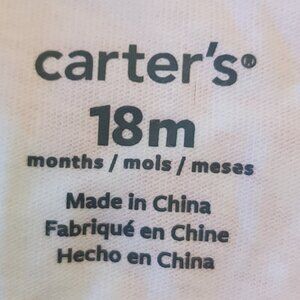 carter's®
18m
months / mois / meses
Made in China
Fabriqué en Chine
Hecho en China